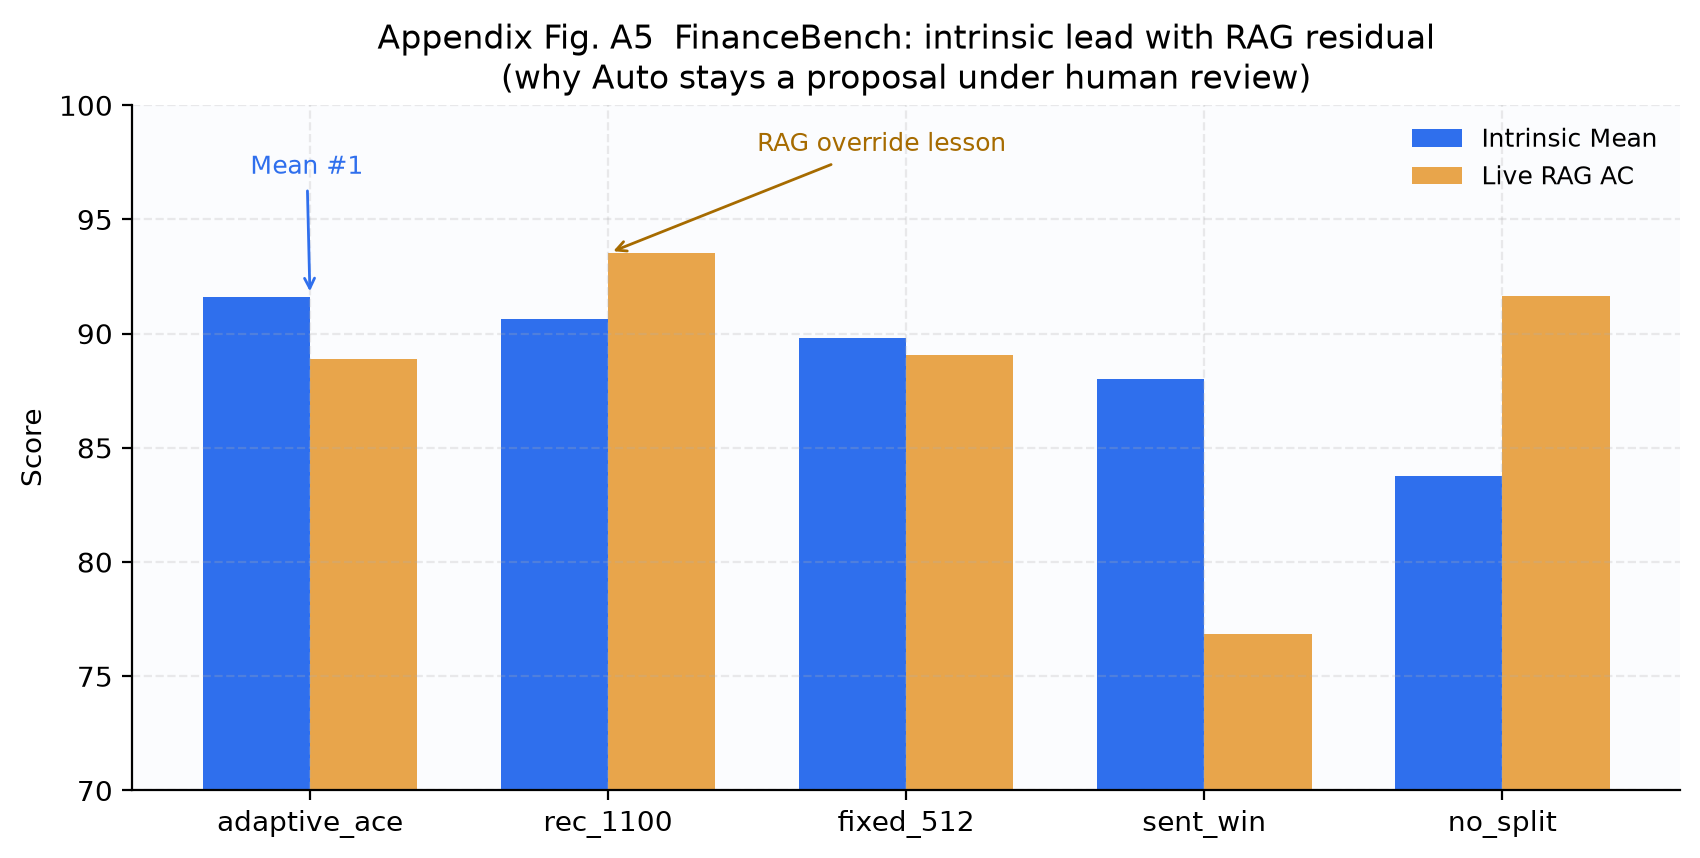 Appendix Fig. A5  FinanceBench: intrinsic lead with RAG residual
(why Auto stays a proposal under human review)
100
95
90
85
80
75
70
Score
Mean #1
RAG override lesson
Intrinsic Mean
Live RAG AC
adaptive_ace
rec_1100
fixed_512
sent_win
no_split